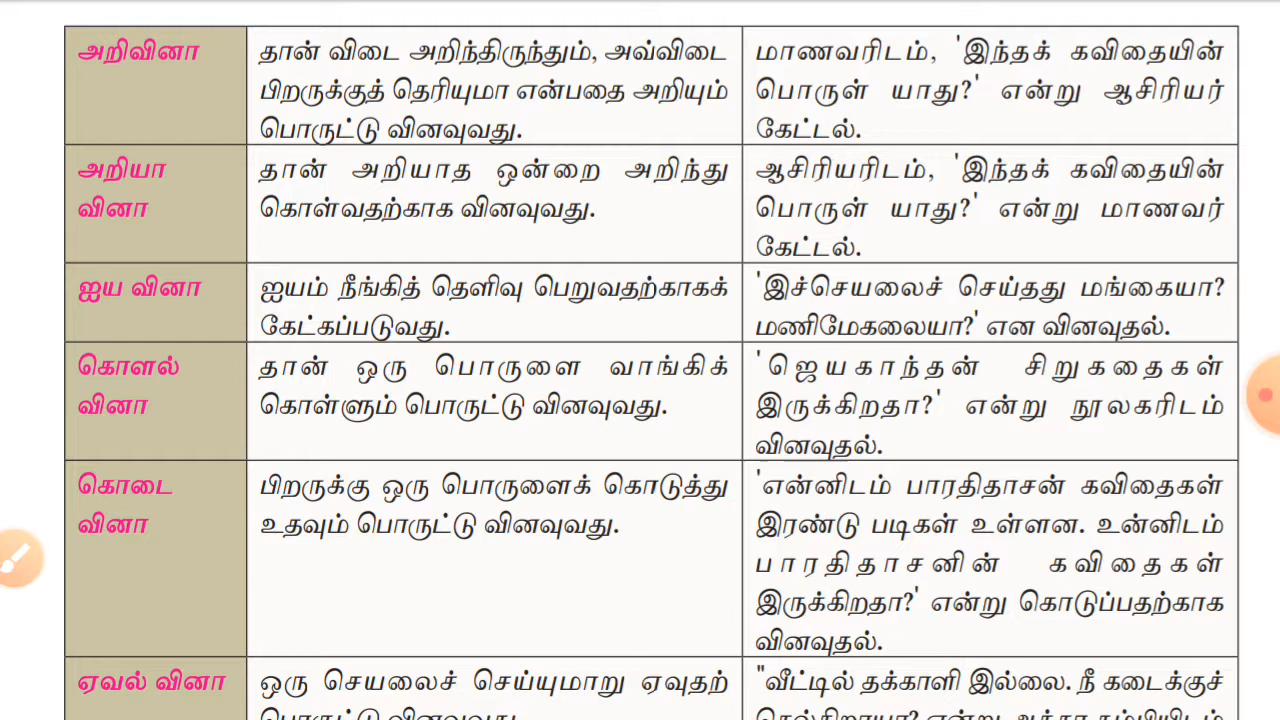 அறிவினா
தான் விடை அறிந்திருந்தும், அவ்விடை
பிறருக்குத் தெரியுமா என்பதை அறியும்
பொருட்டு வினவுவது.
மாணவரிடம், 'இந்தக் கவிதையின்
பொருள் யாது?' என்று ஆசிரியர்
கேட்டல்.
அறியா
வினா
தான் அறியாத ஒன்றை அறிந்து
கொள்வதற்காக வினவுவது.
ஆசிரியரிடம், 'இந்தக் கவிதையின்
பொருள் யாது?' என்று மாணவர்
கேட்டல்.
ஐய வினா
ஐயம் நீங்கித் தெளிவு பெறுவதற்காகக்
கேட்கப்படுவது.
'இச்செயலைச் செய்தது மங்கையா?
மணிமேகலையா?' என வினவுதல்.
கொளல்
வினா
தான் ஒரு பொருளை வாங்கிக்
கொள்ளும் பொருட்டு வினவுவது.
'ஜெயகாந்தன் சிறுகதைகள்
இருக்கிறதா?' என்று நூலகரிடம்
வினவுதல்.
கொடை
வினா
பிறருக்கு ஒரு பொருளைக் கொடுத்து
உதவும் பொருட்டு வினவுவது.
'என்னிடம் பாரதிதாசன் கவிதைகள்
இரண்டு படிகள் உள்ளன. உன்னிடம்
பாரதிதாசனின் கவிதைகள்
இருக்கிறதா?' என்று கொடுப்பதற்காக
வினவுதல்.
ஏவல் வினா
ஒரு செயலைச் செய்யுமாறு ஏவுதற்
"வீட்டில் தக்காளி இல்லை. நீ கடைக்குச்